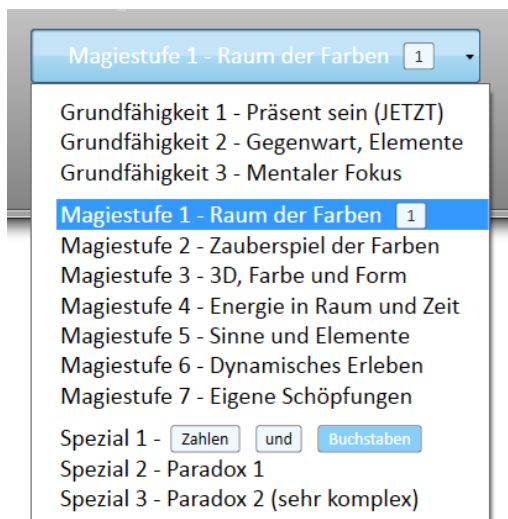 Magiestufe 1 - Raum der Farben 1
Grundfähigkeit 1 - Präsent sein (JETZT)
Grundfähigkeit 2 - Gegenwart, Elemente
Grundfähigkeit 3 - Mentaler Fokus
Magiestufe 1 - Raum der Farben 1
Magiestufe 2 - Zauberspiel der Farben
Magiestufe 3 - 3D, Farbe und Form
Magiestufe 4 - Energie in Raum und Zeit
Magiestufe 5 - Sinne und Elemente
Magiestufe 6 - Dynamisches Erleben
Magiestufe 7 - Eigene Schöpfungen
Spezial 1 - Zahlen und Buchstaben
Spezial 2 - Paradox 1
Spezial 3 - Paradox 2 (sehr komplex)